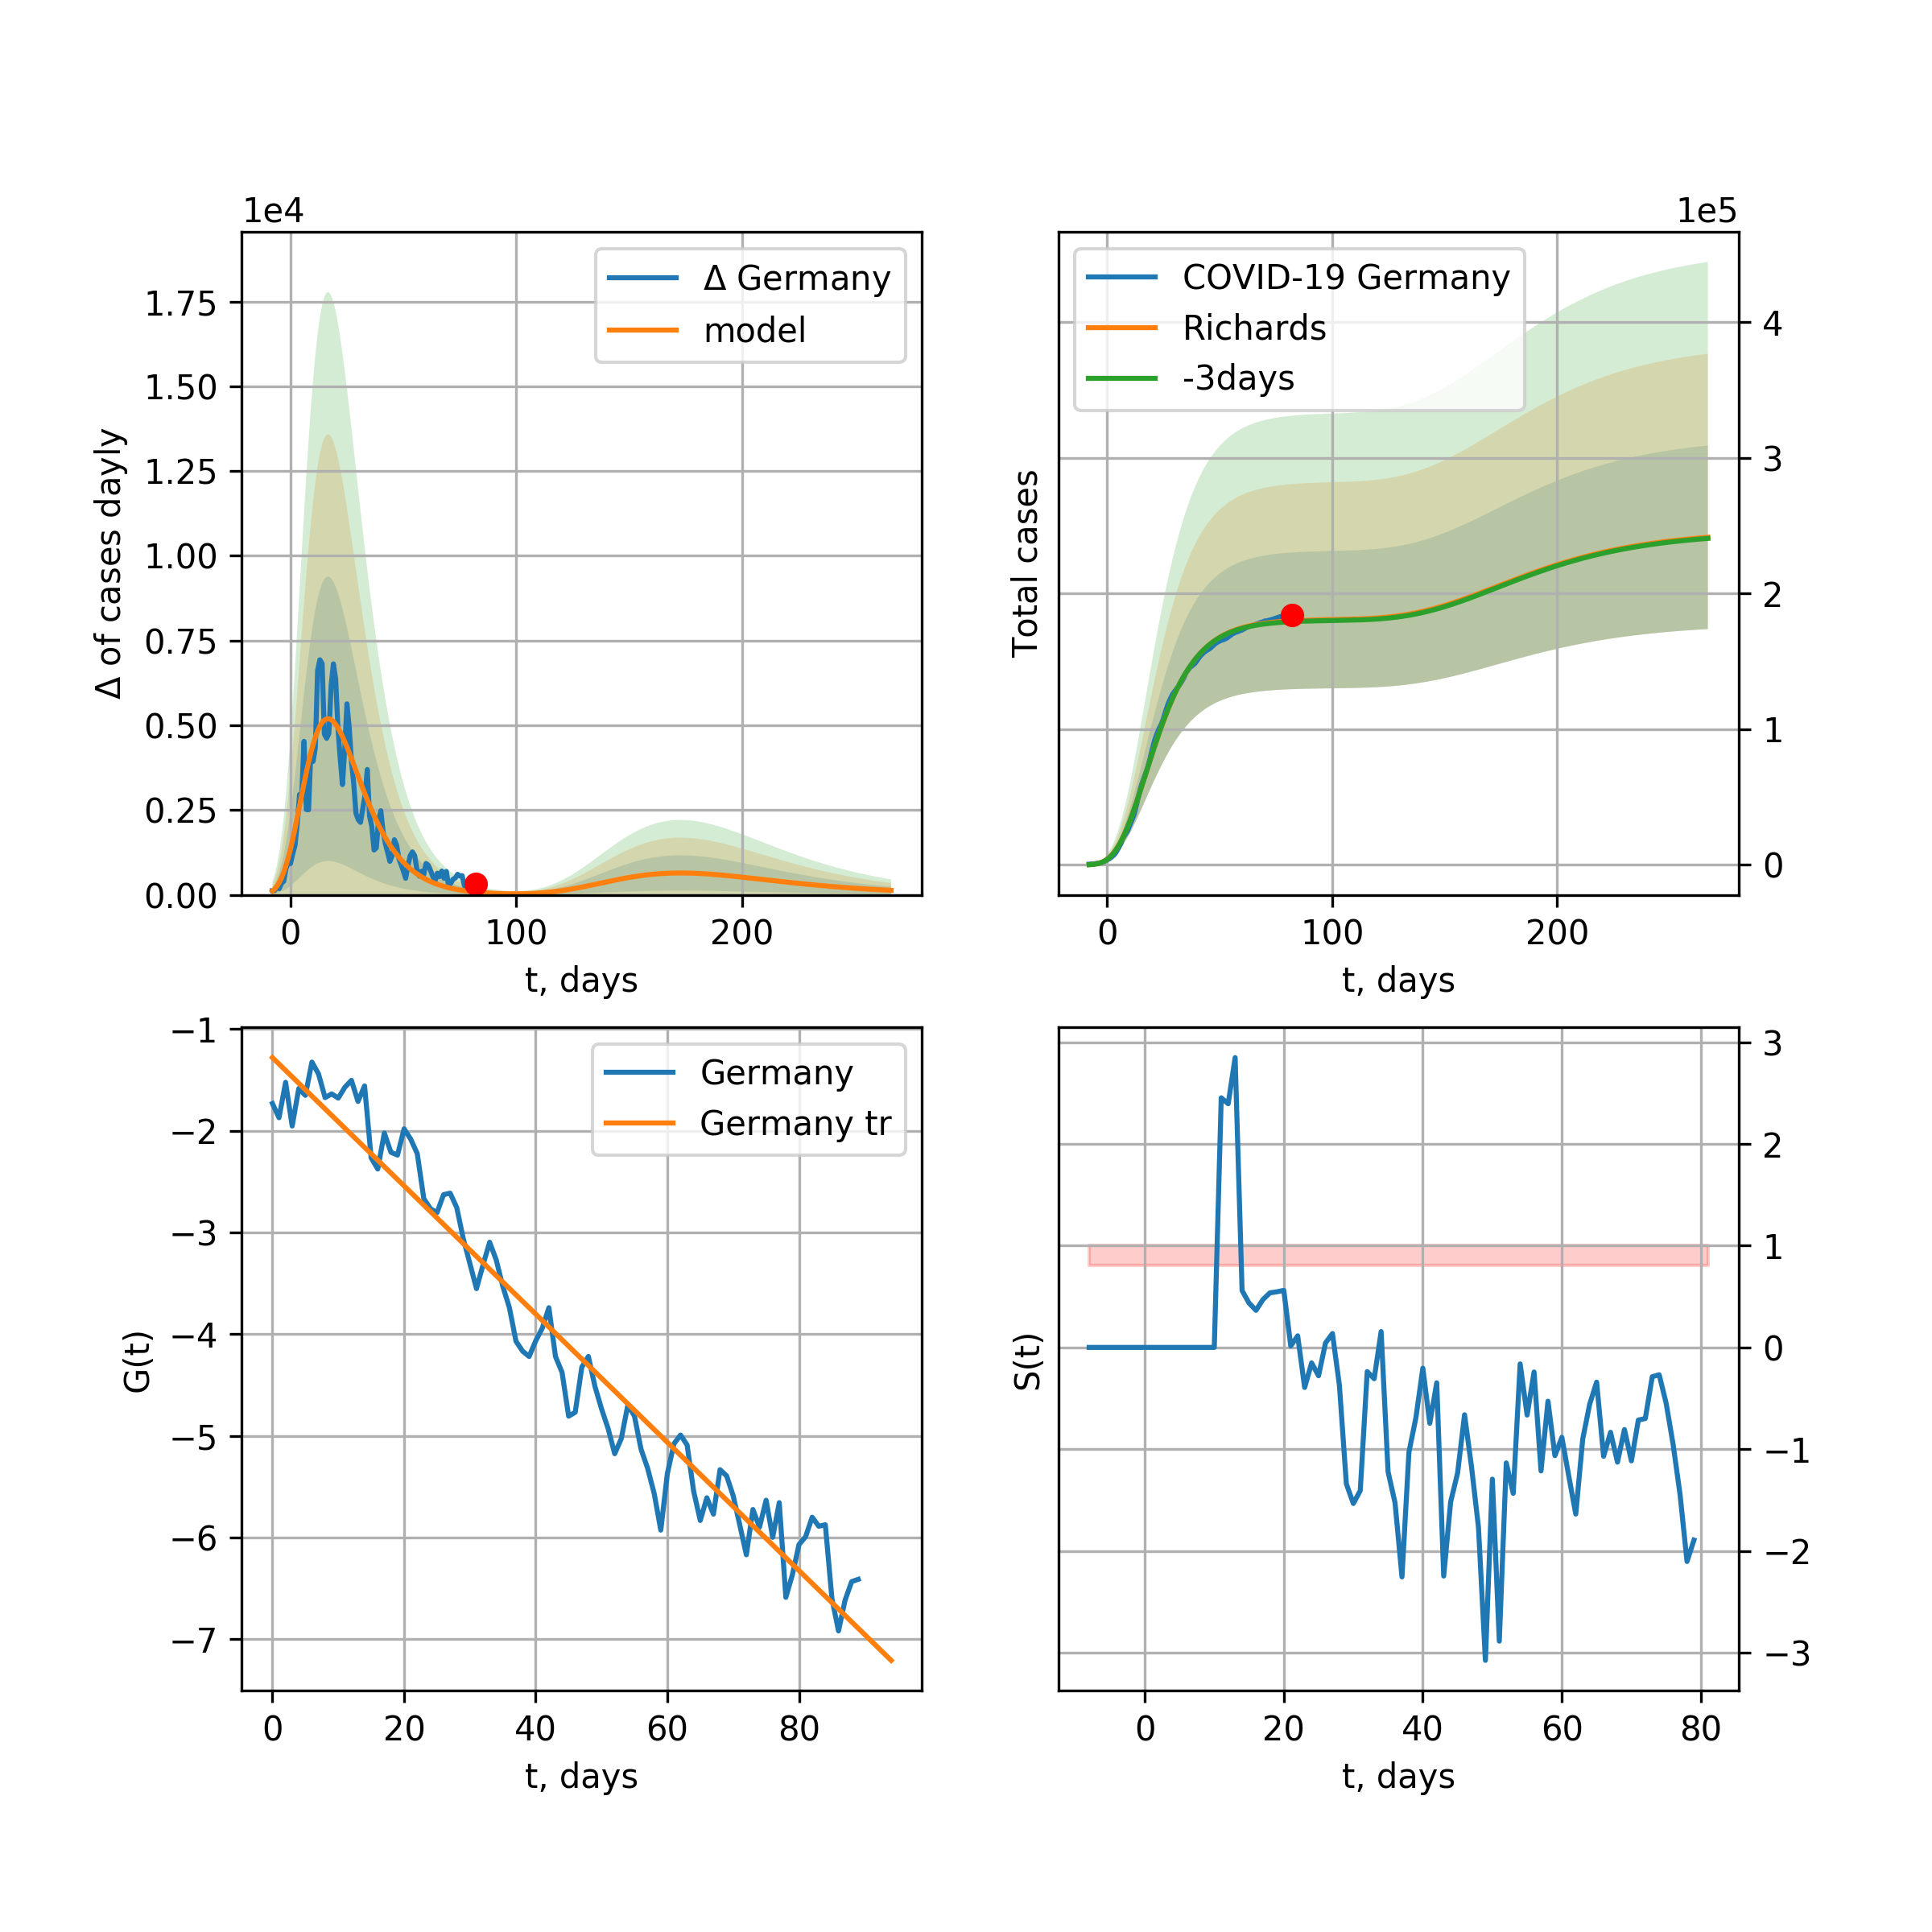 1e4
Δ of cases dayly
1.75
1.50
1.25
1.00
0.75
0.50
0.25
0.00
0 100 200
t, days
Δ Germany
model
1e5
Total cases
COVID-19 Germany
Richards
-3days
4
3
2
1
0
0 100 200
t, days
G(t)
−1
−2
−3
−4
−5
−6
−7
0 20 40 60 80
t, days
Germany
Germany tr
S(t)
3
2
1
0
−1
−2
−3
0 20 40 60 80
t, days